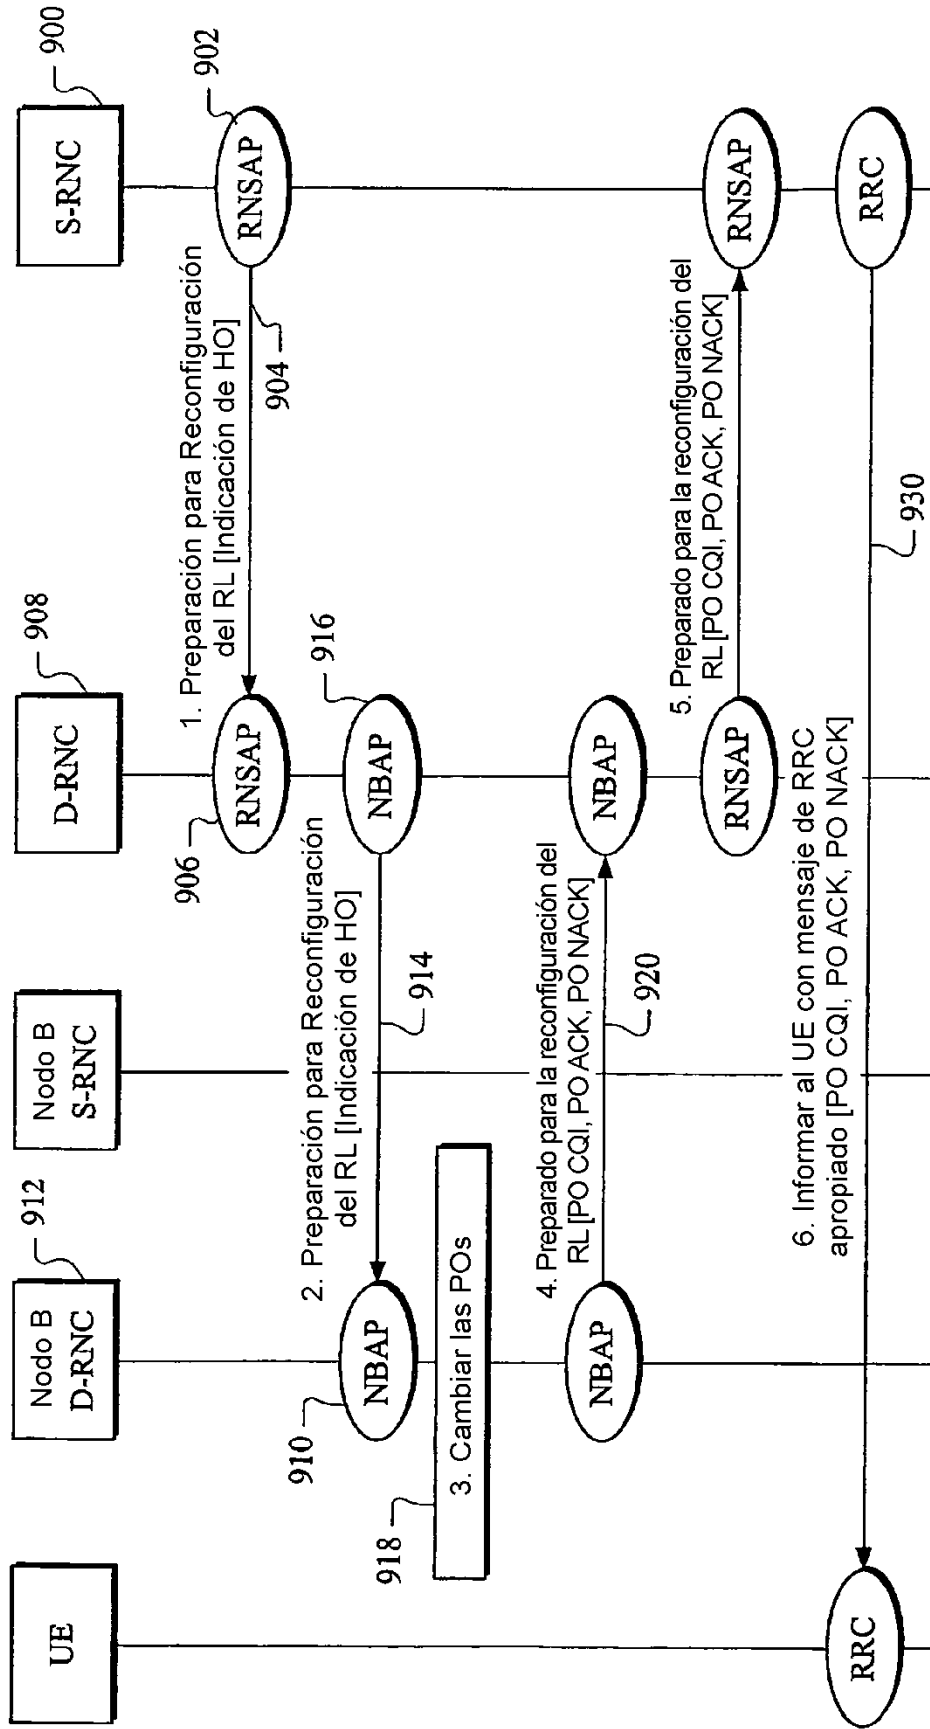 UE
Nodo B
D-RNC
912
Nodo B
S-RNC
D-RNC
908
S-RNC
900
1. Preparación para Reconfiguración
del RL [Indicación de HO]
RNSAP
906
904
RNSAP
902
2. Preparación para Reconfiguración
del RL [Indicación de HO]
NBAP
910
914
NBAP
916
918
3. Cambiar las POs
4. Preparado para la reconfiguración del
RL[PO CQI, PO ACK, PO NACK]
NBAP
920
NBAP
5. Preparado para la reconfiguración del
RL[PO CQI, PO ACK, PO NACK]
RNSAP
RNSAP
6. Informar al UE con mensaje de RRC
apropiado [PO CQI, PO ACK, PO NACK]
RRC
930
RRC